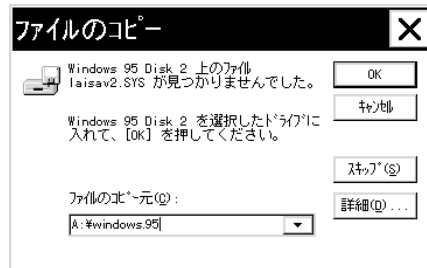 ファイルのコピー
Windows 95 Disk 2 上のﾌｧｲﾙ
laisav2.SYS が見つかりませんでした。
Windows 95 Disk 2 を選択したﾄﾞﾗｲﾌﾞに
入れて、[OK] を押してください。
ﾌｧｲﾙのｺﾋﾟｰ元(C):
A:¥windows.95
OK
ｷｬﾝｾﾙ
ｽｷｯﾌﾟ(S)
詳細(D)...